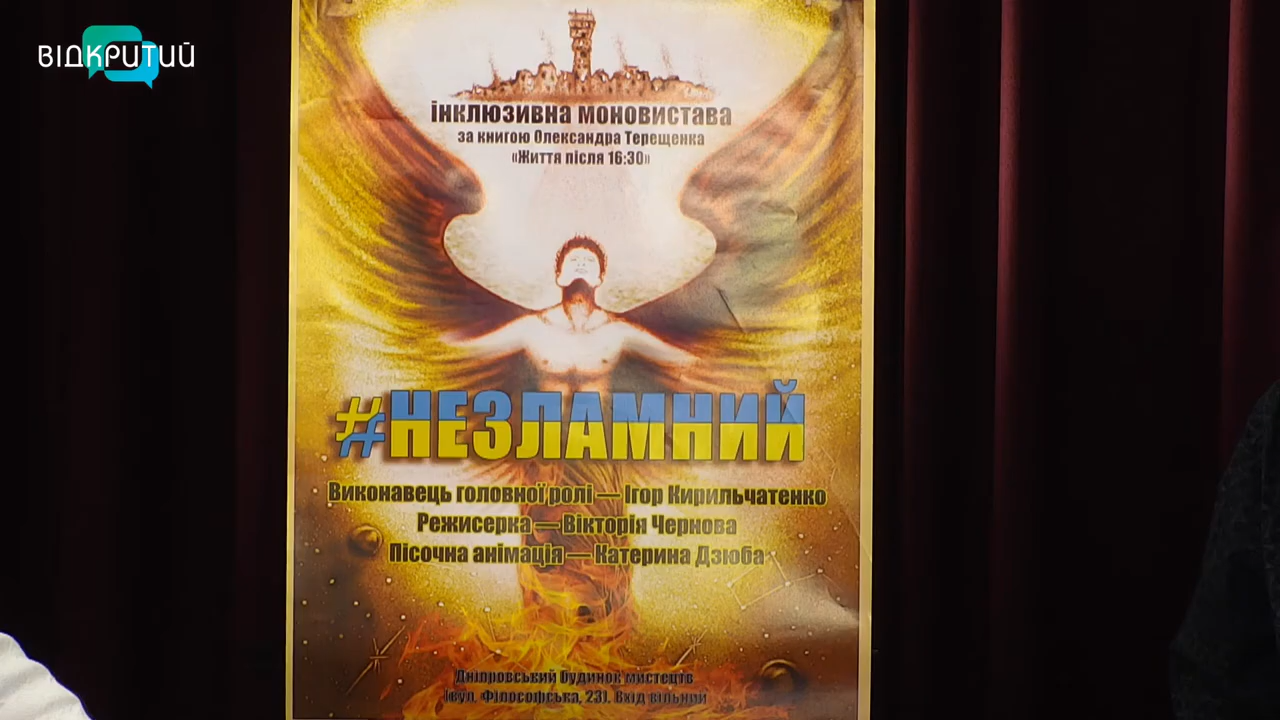 ВІДКРИТИЙ
інклюзивна моновистава
за книгою Олександра Терещенка
«Життя після 16:30»
#НЕЗЛАМНИЙ
Виконавець головної ролі — Ігор Кирильчатенко
Режисерка — Вікторія Чернова
Пісочна анімація — Катерина Дзюба
Дніпровський Будинок мистецтв
(вул. Філософська, 23). Вхід вільний